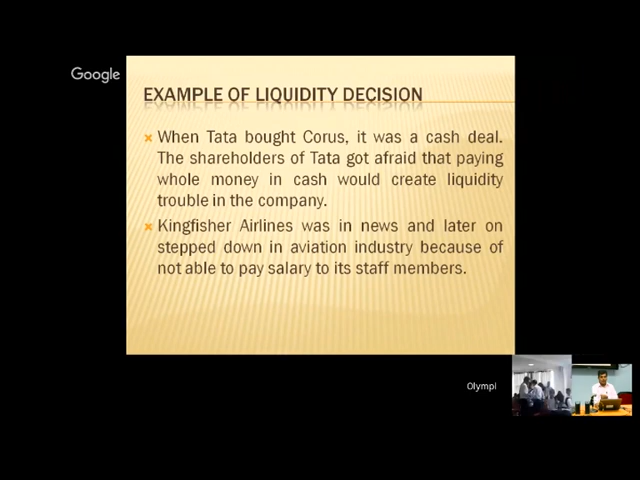 Google
EXAMPLE OF LIQUIDITY DECISION
When Tata bought Corus, it was a cash deal.
The shareholders of Tata got afraid that paying
whole money in cash would create liquidity
trouble in the company.
Kingfisher Airlines was in news and later on
stepped down in aviation industry because of
not able to pay salary to its staff members.
Olympi